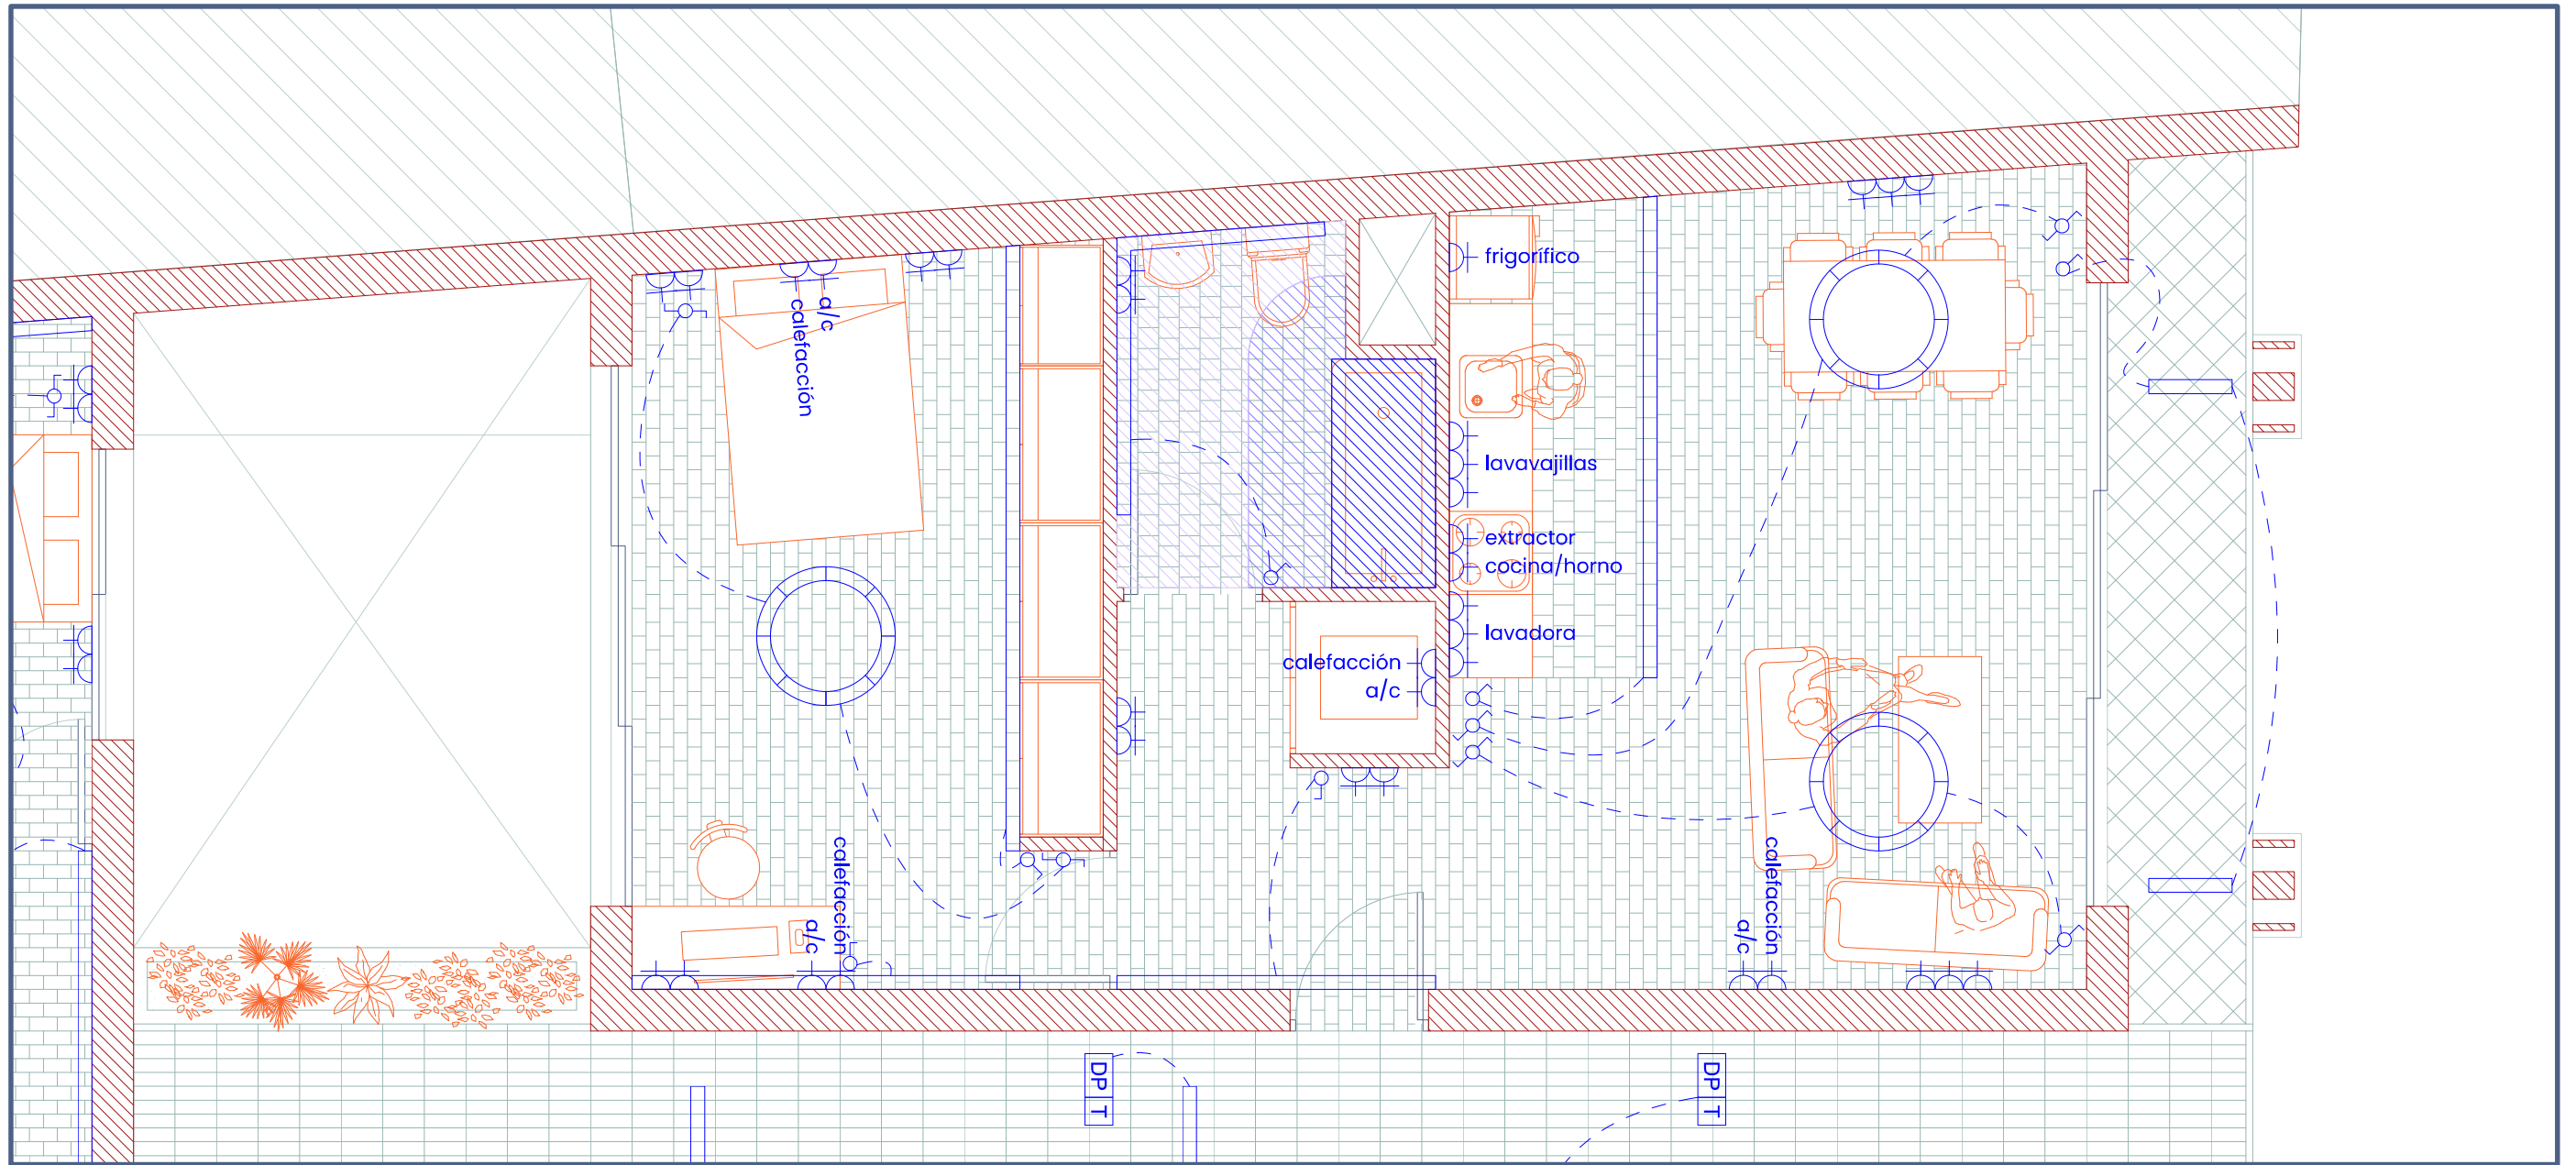 frigorífico
a/c
calefacción
lavavajillas
extractor
cocina/horno
lavadora
calefacción
a/c
calefacción
a/c
calefacción
a/c
DP T
DP T